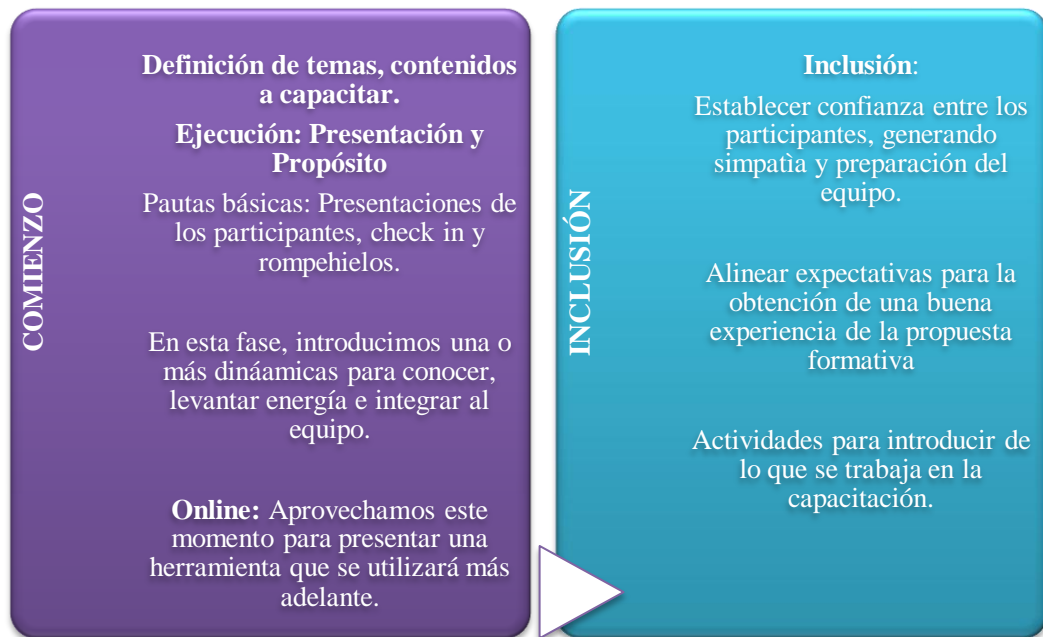 COMIENZO
Definición de temas, contenidos
a capacitar.
Ejecución: Presentación y
Propósito
Pautas básicas: Presentaciones de
los participantes, check in y
rompehielos.
En esta fase, introducimos una o
más dináamicas para conocer,
levantar energía e integrar al
equipo.
Online: Aprovechamos este
momento para presentar una
herramienta que se utilizará más
adelante.
INCLUSIÓN
Inclusión:
Establecer confianza entre los
participantes, generando
simpatìa y preparación del
equipo.
Alinear expectativas para la
obtención de una buena
experiencia de la propuesta
formativa
Actividades para introducir de
lo que se trabaja en la
capacitación.